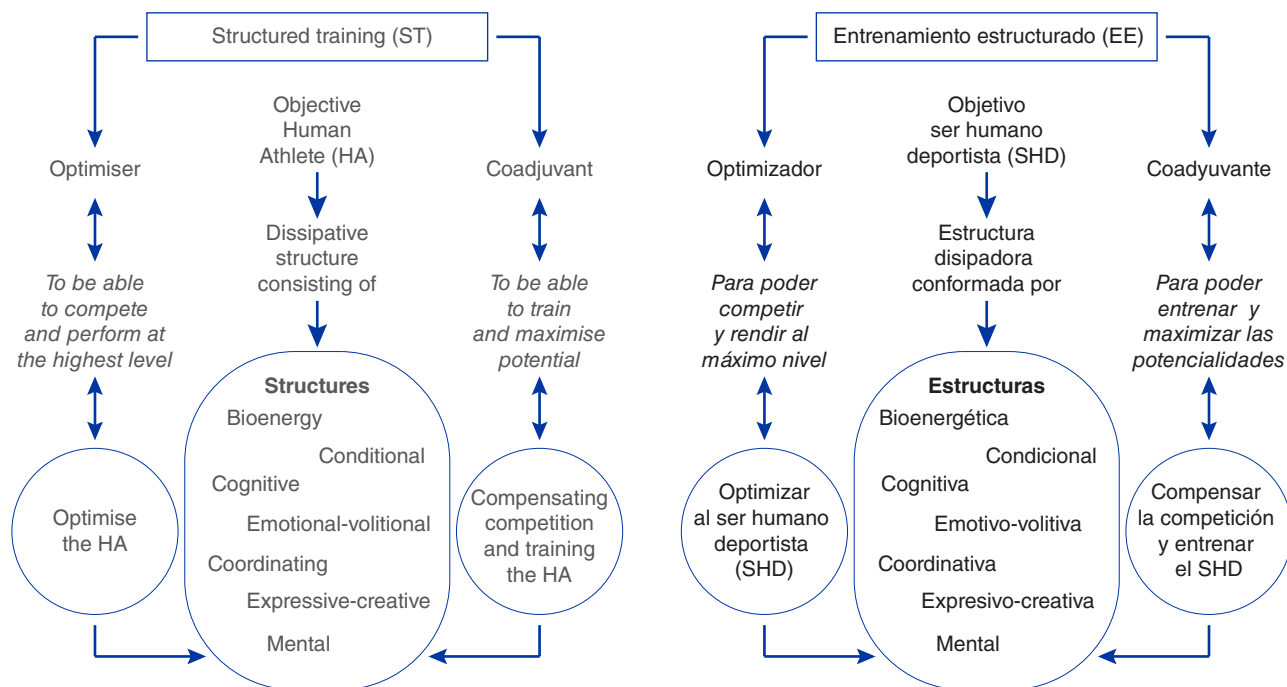 Structured training (ST)
Objective
Human
Athlete (HA)
Optimiser
Coadjuvant
Dissipative
structure
consisting of
To be able
to compete
and perform at
the highest level
To be able
to train
and maximise
potential
Structures
Bioenergy
Conditional
Cognitive
Emotional-volitional
Coordinating
Expressive-creative
Mental
Optimise
the HA
Compensating
competition
and training
the HA
Entrenamiento estructurado (EE)
Objetivo
ser humano
deportista (SHD)
Optimizador
Coadyuvante
Estructura
disipadora
conformada por
Para poder
competir
y rendir al
máximo nivel
Para poder
entrenar y
maximizar las
potencialidades
Estructuras
Bioenergética
Condicional
Cognitiva
Emotivo-volitiva
Coordinativa
Expresivo-creativa
Mental
Optimizar
al ser humano
deportista
(SHD)
Compensar
la competición
y entrenar
el SHD